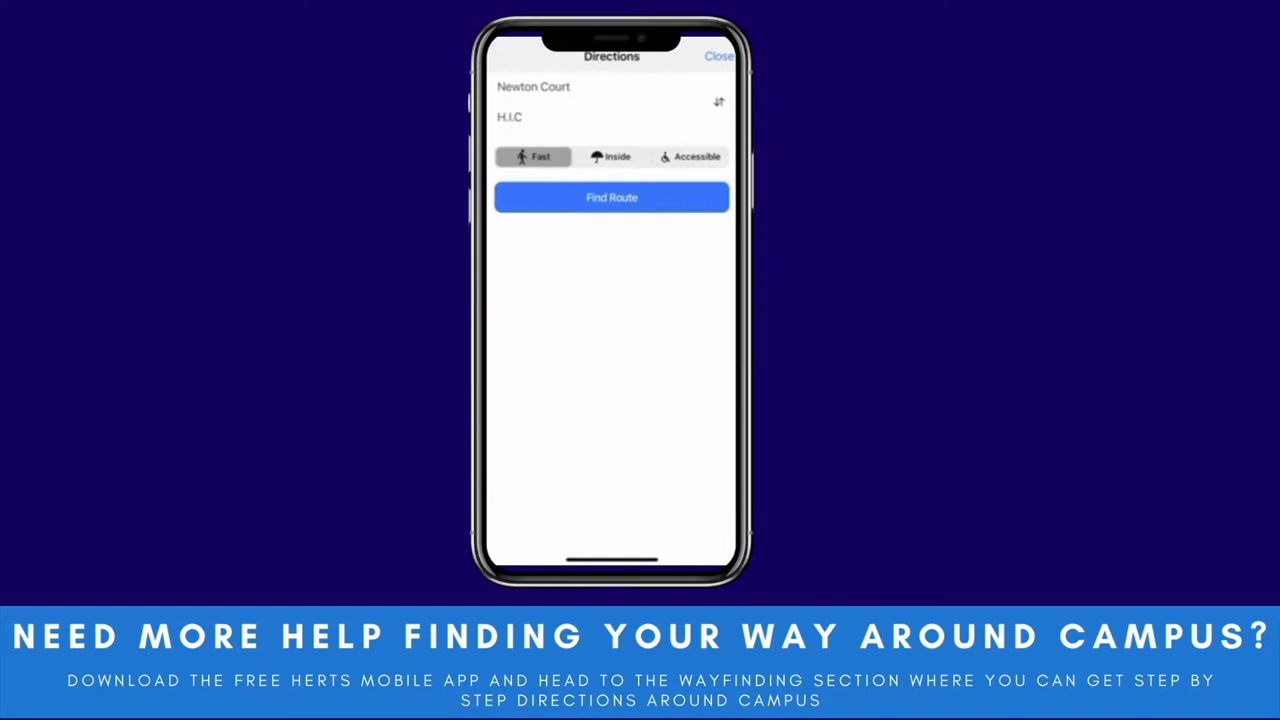 Directions
Close
Newton Court
H.I.C
Fast
Inside
Accessible
Find Route
NEED MORE HELP FINDING YOUR WAY AROUND CAMPUS?
DOWNLOAD THE FREE HERTS MOBILE APP AND HEAD TO THE WAYFINDING SECTION WHERE YOU CAN GET STEP BY
STEP DIRECTIONS AROUND CAMPUS